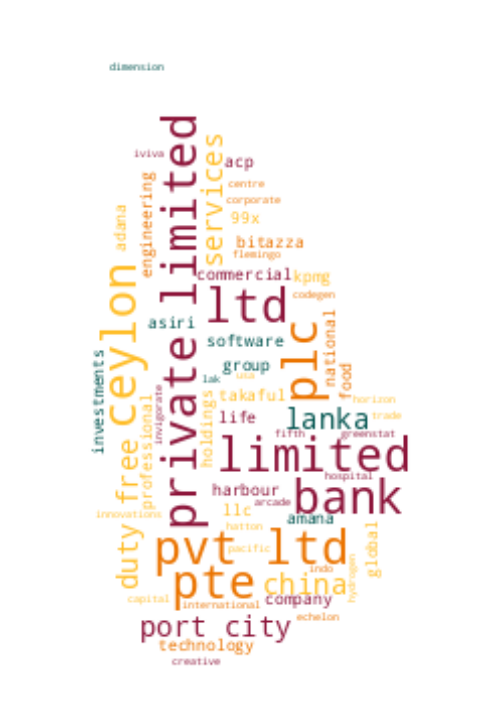 dimension
private limited
iviva
services
acp
engineering
centre
corporate
adana
99x
bitazza
flemingo
ceylon
commercial
kpmg
codegen
ltd
plc
national
asiri
software
investments
group
food
lak
usa
invigorate
professional
holdings
takaful
horizon
life
lanka
trade
fifth
greenstat
duty free
limited
hospital
harbour
bank
arcade
llc
innovations
amana
hatton
global
pvt ltd
pacific
indo
pte
china
hydrogen
capital
international
company
echelon
port city
technology
creative